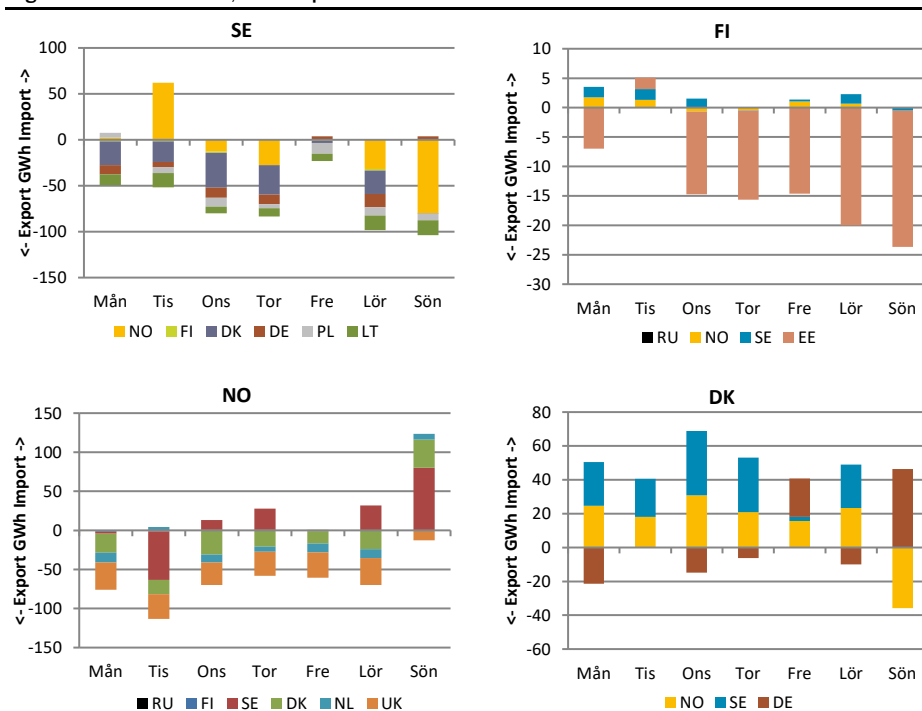 SE
<- Export GWh Import ->
100
50
0
-50
-100
-150
Mån Tis Ons Tor Fre Lör Sön
NO FI DK DE PL LT
FI
<- Export GWh Import ->
10
5
0
-5
-10
-15
-20
-25
-30
Mån Tis Ons Tor Fre Lör Sön
RU NO SE EE
NO
<- Export GWh Import ->
150
100
50
0
-50
-100
-150
Mån Tis Ons Tor Fre Lör Sön
RU FI SE DK NL UK
DK
<- Export GWh Import ->
80
60
40
20
0
-20
-40
-60
Mån Tis Ons Tor Fre Lör Sön
NO SE DE